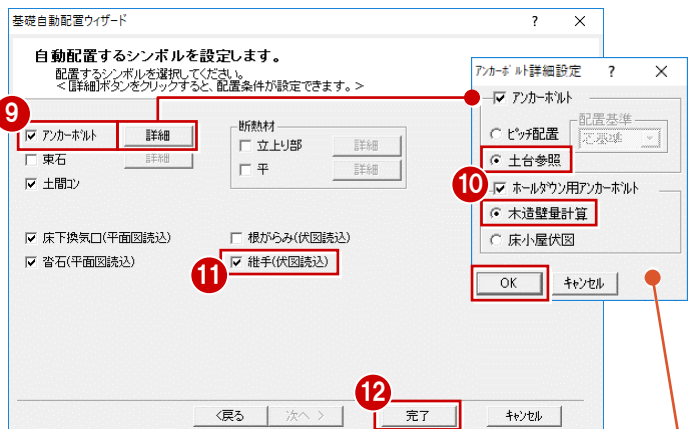 基礎自動配置ウィザード ? ×
自動配置するシンボルを設定します。
配置するシンボルを選択してください。
<[詳細]ボタンをクリックすると、配置条件が設定できます。>
9
アンカーボルト 詳細
束石 詳細
土間コン
断熱材
立上り部 詳細
平 詳細
床下換気口(平面図読込)
沓石(平面図読込)
根がらみ(伏図読込)
11
継手(伏図読込)
12
<戻る 次へ > 完了 キャンセル
アンカーボルト詳細設定 ? ×
アンカーボルト
ピッチ配置
配置基準
芯基準
土台参照
10
ホールダウン用アンカーボルト
木造壁量計算
床小屋伏図
OK キャンセル